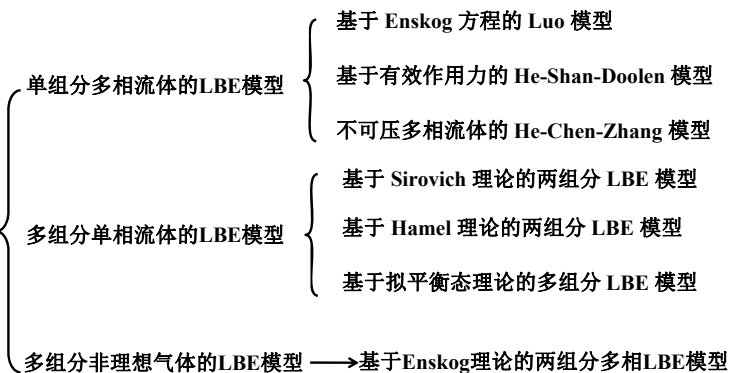 基于 Enskog 方程的 Luo 模型
单组分多相流体的LBE模型
基于有效作用力的 He-Shan-Doolen 模型
不可压多相流体的 He-Chen-Zhang 模型
基于 Sirovich 理论的两组分 LBE 模型
多组分单相流体的LBE模型
基于 Hamel 理论的两组分 LBE 模型
基于拟平衡态理论的多组分 LBE 模型
多组分非理想气体的LBE模型 → 基于Enskog理论的两组分多相LBE模型